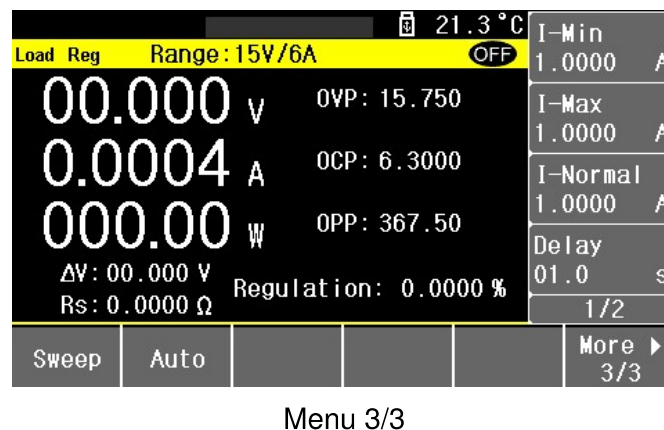 21.3°C
Load Reg Range:15V/6A OFF
00.000 V OVP: 15.750
0.0004 A OCP: 6.3000
000.00 W OPP: 367.50
ΔV:00.000 V
Rs:0.0000 Ω
Regulation: 0.0000 %
I-Min
1.0000 A
I-Max
1.0000 A
I-Normal
1.0000 A
Delay
01.0 s
1/2
Sweep Auto More
3/3
Menu 3/3